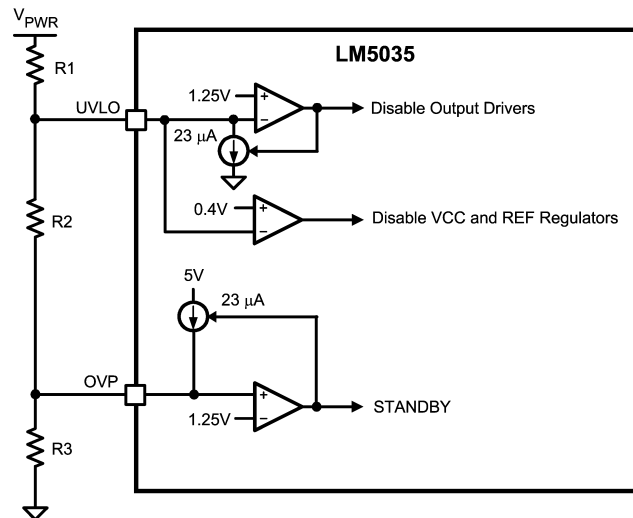 VPWR
LM5035
R1
1.25V
+
UVLO
Disable Output Drivers
−
23 μA
R2
0.4V
+
Disable VCC and REF Regulators
−
5V
23 μA
OVP
+
STANDBY
1.25V
−
R3